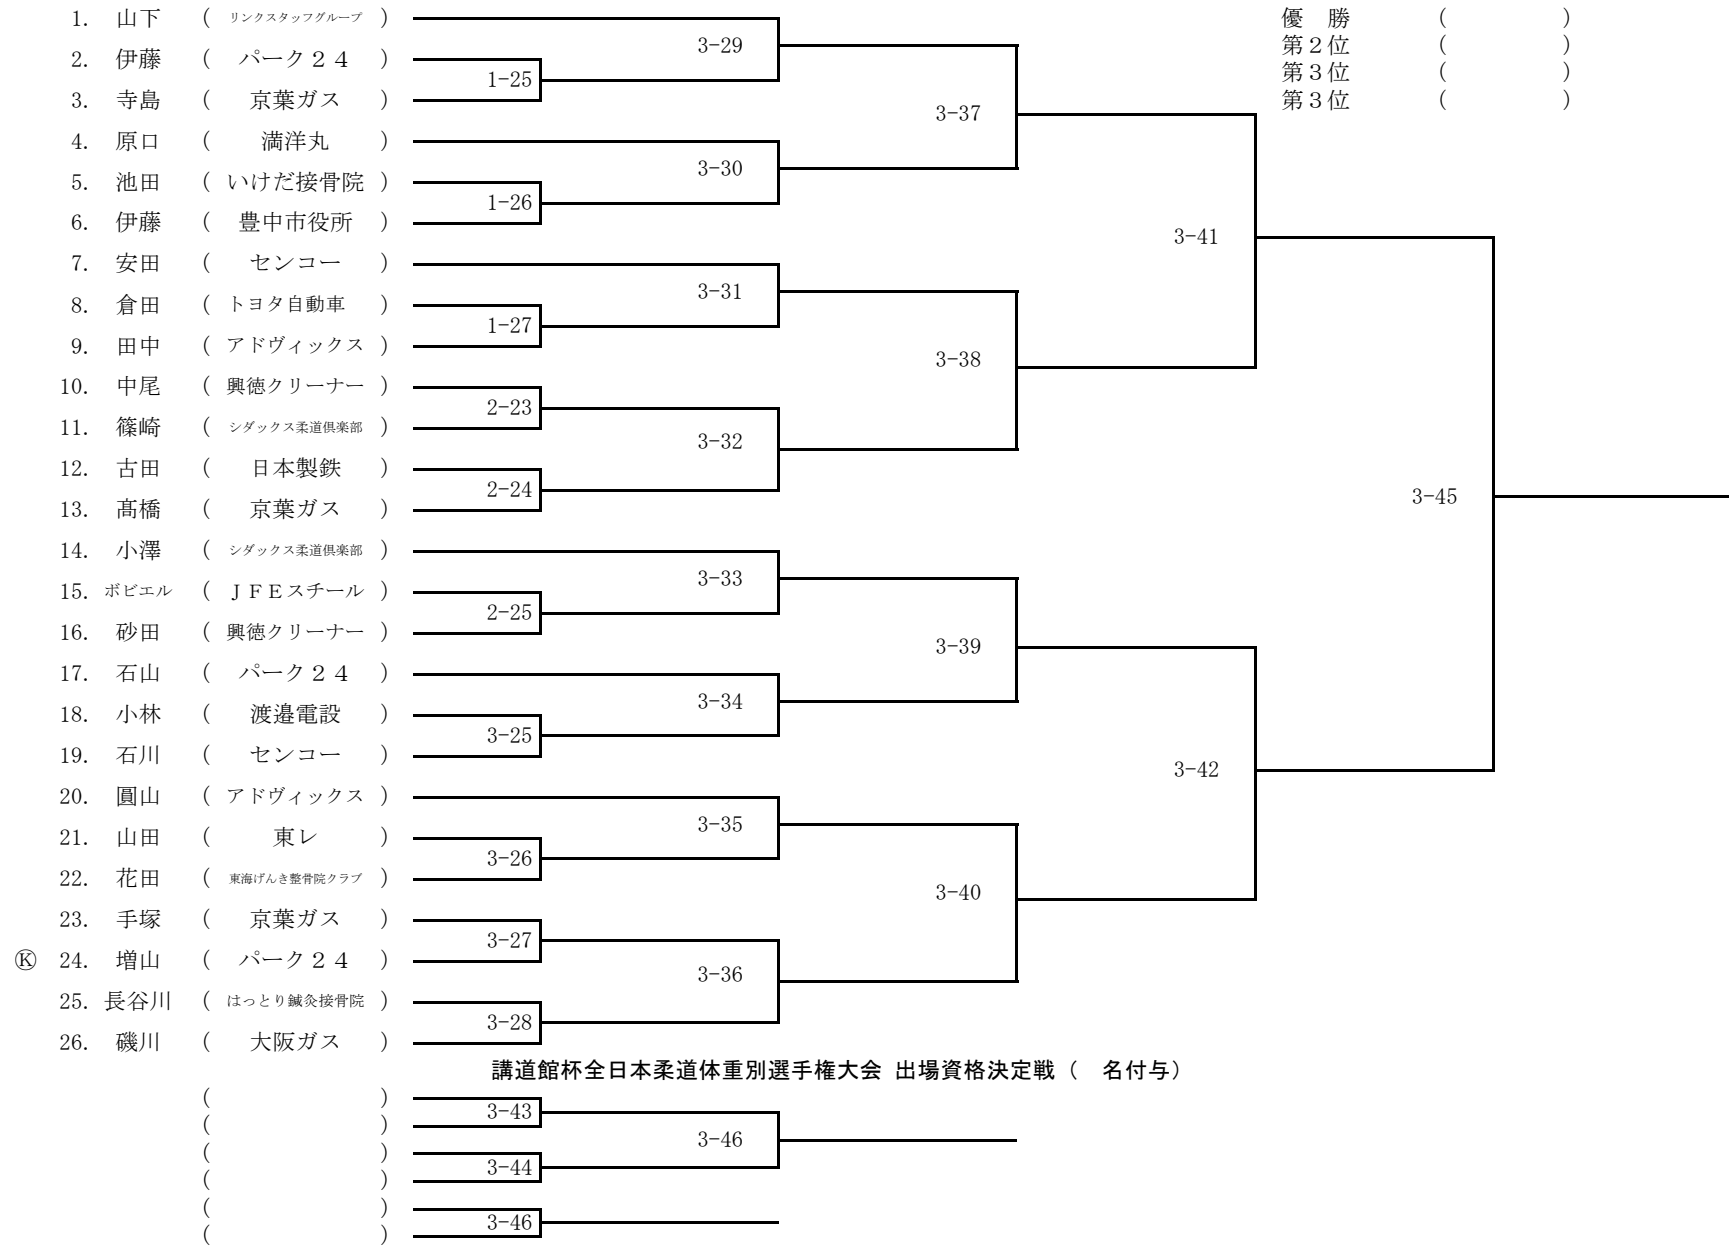 1. 山下 ( リンクスタッフグループ )
2. 伊藤 ( パーク２４ )
3. 寺島 ( 京葉ガス )
4. 原口 ( 満洋丸 )
5. 池田 ( いけだ接骨院 )
6. 伊藤 ( 豊中市役所 )
7. 安田 ( センコー )
8. 倉田 ( トヨタ自動車 )
9. 田中 ( アドヴィックス )
10. 中尾 ( 興徳クリーナー )
11. 篠崎 ( シダックス柔道倶楽部 )
12. 古田 ( 日本製鉄 )
13. 髙橋 ( 京葉ガス )
14. 小澤 ( シダックス柔道倶楽部 )
15. ボビエル ( ＪＦＥスチール )
16. 砂田 ( 興徳クリーナー )
17. 石山 ( パーク２４ )
18. 小林 ( 渡邉電設 )
19. 石川 ( センコー )
20. 圓山 ( アドヴィックス )
21. 山田 ( 東レ )
22. 花田 ( 東海げんき整骨院クラブ )
23. 手塚 ( 京葉ガス )
Ⓚ 24. 増山 ( パーク２４ )
25. 長谷川 ( はっとり鍼灸接骨院 )
26. 磯川 ( 大阪ガス )
1-25
1-26
1-27
2-23
2-24
2-25
3-25
3-26
3-27
3-28
3-29
3-30
3-31
3-32
3-33
3-34
3-35
3-36
3-37
3-38
3-39
3-40
3-41
3-42
3-45
優　勝 ( )
第２位 ( )
第３位 ( )
第３位 ( )
講道館杯全日本柔道体重別選手権大会 出場資格決定戦（　名付与）
( )
( )
( )
( )
( )
( )
3-43
3-44
3-46
3-46